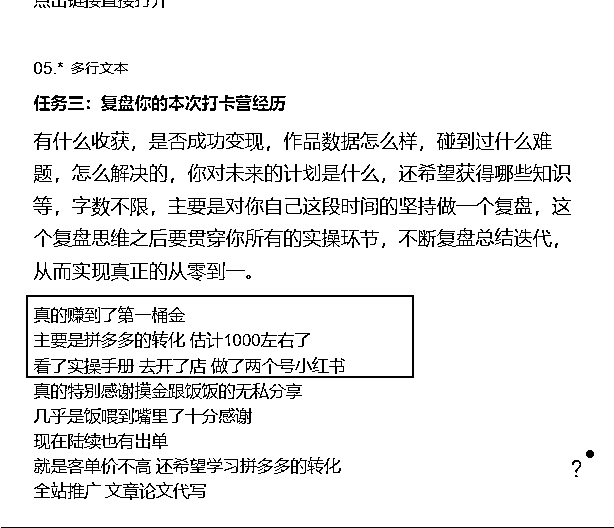 点击链接直接打开
05.* 多行文本
任务三：复盘你的本次打卡营经历
有什么收获，是否成功变现，作品数据怎么样，碰到过什么难
题，怎么解决的，你对未来的计划是什么，还希望获得哪些知识
等，字数不限，主要是对你自己这段时间的坚持做一个复盘，这
个复盘思维之后要贯穿你所有的实操环节，不断复盘总结迭代，
从而实现真正的从零到一。
真的赚到了第一桶金
主要是拼多多的转化 估计1000左右了
看了实操手册 去开了店 做了两个号小红书
真的特别感谢摸金跟饭饭的无私分享
几乎是饭喂到嘴里了十分感谢
现在陆续也有出单
就是客单价不高 还希望学习拼多多的转化
全站推广 文章论文代写
?